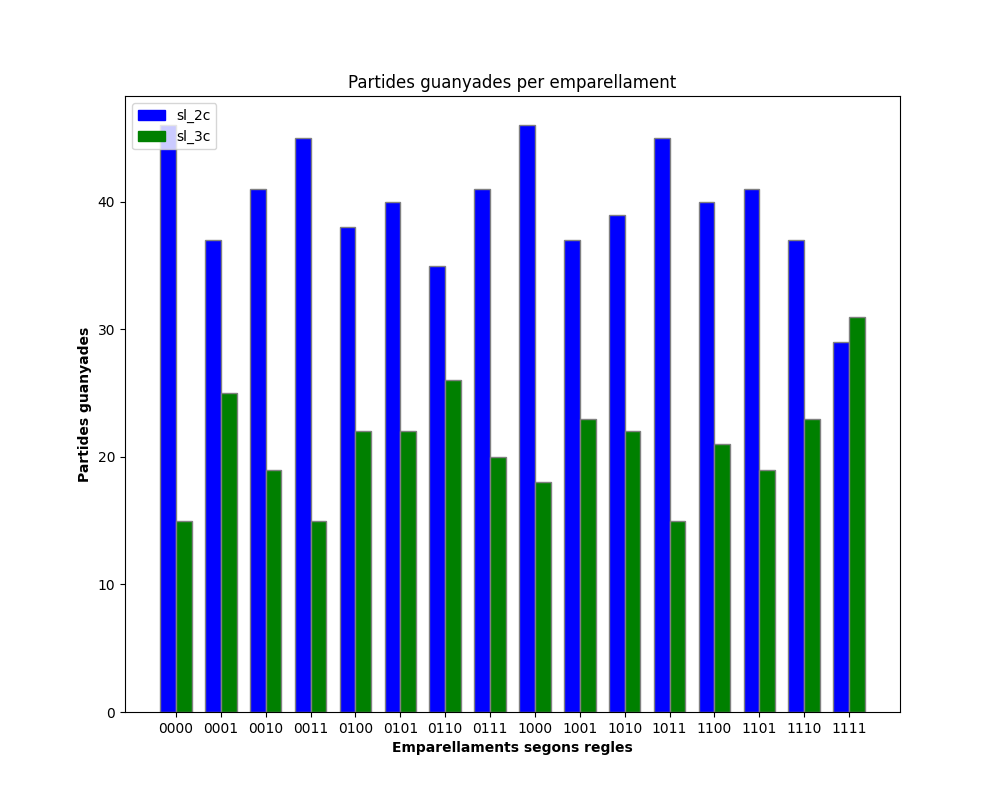 Partides guanyades per emparellament
sl_2c
sl_3c
Partides guanyades
40
30
20
10
0
0000 0001 0010 0011 0100 0101 0110 0111 1000 1001 1010 1011 1100 1101 1110 1111
Emparellaments segons regles